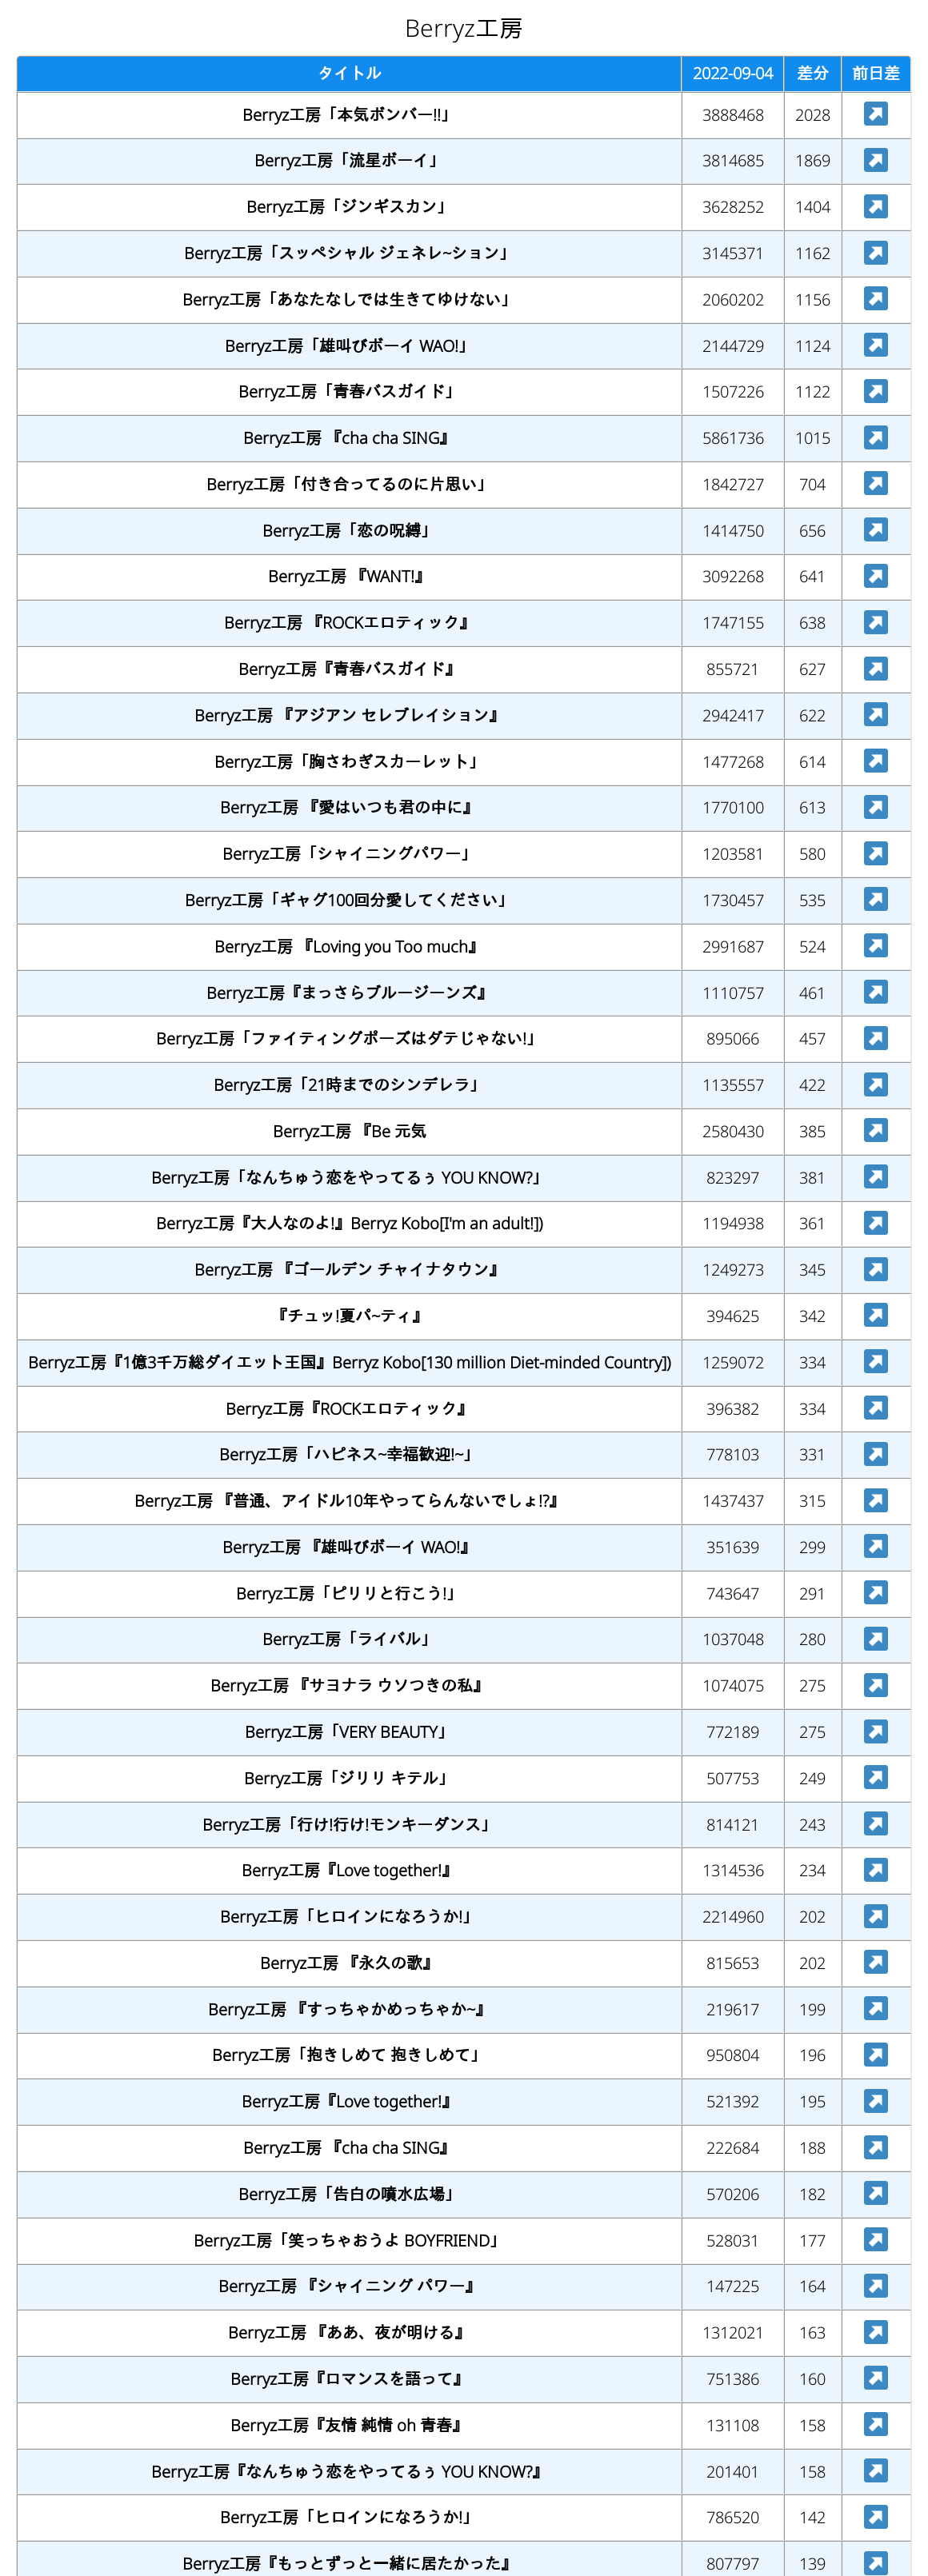 Berryz工房
タイトル 2022-09-04 差分 前日差
Berryz工房「本気ボンバー!!」 3888468 2028
Berryz工房「流星ボーイ」 3814685 1869
Berryz工房「ジンギスカン」 3628252 1404
Berryz工房「スッペシャル ジェネレ~ション」 3145371 1162
Berryz工房「あなたなしでは生きてゆけない」 2060202 1156
Berryz工房「雄叫びボーイ WAO!」 2144729 1124
Berryz工房「青春バスガイド」 1507226 1122
Berryz工房 『cha cha SING』 5861736 1015
Berryz工房「付き合ってるのに片思い」 1842727 704
Berryz工房「恋の呪縛」 1414750 656
Berryz工房 『WANT!』 3092268 641
Berryz工房 『ROCKエロティック』 1747155 638
Berryz工房『青春バスガイド』 855721 627
Berryz工房 『アジアン セレブレイション』 2942417 622
Berryz工房「胸さわぎスカーレット」 1477268 614
Berryz工房 『愛はいつも君の中に』 1770100 613
Berryz工房「シャイニングパワー」 1203581 580
Berryz工房「ギャグ100回分愛してください」 1730457 535
Berryz工房 『Loving you Too much』 2991687 524
Berryz工房『まっさらブルージーンズ』 1110757 461
Berryz工房「ファイティングポーズはダテじゃない!」 895066 457
Berryz工房「21時までのシンデレラ」 1135557 422
Berryz工房 『Be 元気 2580430 385
Berryz工房「なんちゅう恋をやってるぅ YOU KNOW?」 823297 381
Berryz工房『大人なのよ!』Berryz Kobo[I'm an adult!]) 1194938 361
Berryz工房 『ゴールデン チャイナタウン』 1249273 345
『チュッ!夏パ~ティ』 394625 342
Berryz工房『1億3千万総ダイエット王国』Berryz Kobo[130 million Diet-minded Country]) 1259072 334
Berryz工房『ROCKエロティック』 396382 334
Berryz工房「ハピネス~幸福歓迎!~」 778103 331
Berryz工房 『普通、アイドル10年やってらんないでしょ!?』 1437437 315
Berryz工房 『雄叫びボーイ WAO!』 351639 299
Berryz工房「ピリリと行こう!」 743647 291
Berryz工房「ライバル」 1037048 280
Berryz工房 『サヨナラ ウソつきの私』 1074075 275
Berryz工房「VERY BEAUTY」 772189 275
Berryz工房「ジリリ キテル」 507753 249
Berryz工房「行け!行け!モンキーダンス」 814121 243
Berryz工房『Love together!』 1314536 234
Berryz工房「ヒロインになろうか!」 2214960 202
Berryz工房 『永久の歌』 815653 202
Berryz工房 『すっちゃかめっちゃか~』 219617 199
Berryz工房「抱きしめて 抱きしめて」 950804 196
Berryz工房『Love together!』 521392 195
Berryz工房 『cha cha SING』 222684 188
Berryz工房「告白の噴水広場」 570206 182
Berryz工房「笑っちゃおうよ BOYFRIEND」 528031 177
Berryz工房 『シャイニング パワー』 147225 164
Berryz工房 『ああ、夜が明ける』 1312021 163
Berryz工房『ロマンスを語って』 751386 160
Berryz工房『友情 純情 oh 青春』 131108 158
Berryz工房『なんちゅう恋をやってるぅ YOU KNOW?』 201401 158
Berryz工房「ヒロインになろうか!」 786520 142
Berryz工房『もっとずっと一緒に居たかった』 807797 139